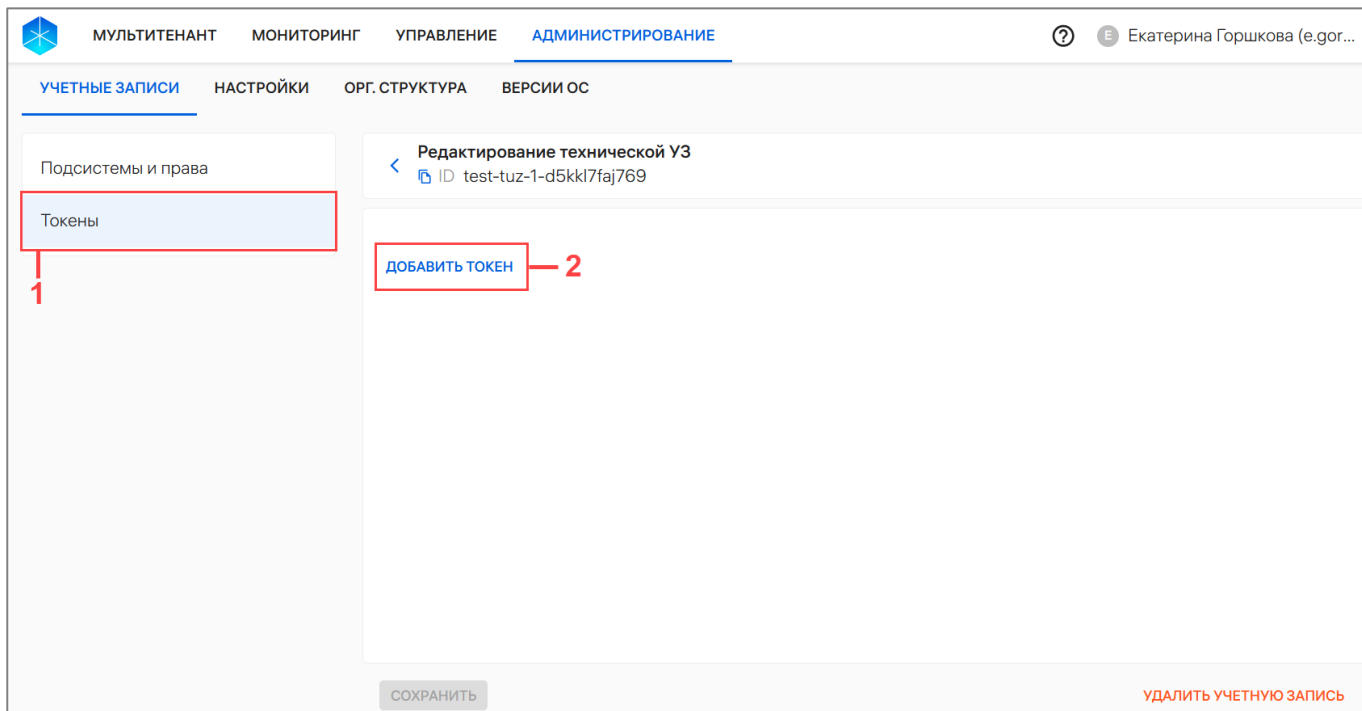 МУЛЬТИТЕНАНТ МОНИТОРИНГ УПРАВЛЕНИЕ АДМИНИСТРИРОВАНИЕ ? E Екатерина Горшкова (e.gor...
УЧЕТНЫЕ ЗАПИСИ НАСТРОЙКИ ОРГ. СТРУКТУРА ВЕРСИИ ОС
Подсистемы и права
Токены
1
Редактирование технической УЗ
ID test-tuz-1-d5kkl7faj769
ДОБАВИТЬ ТОКЕН 2
СОХРАНИТЬ УДАЛИТЬ УЧЕТНУЮ ЗАПИСЬ